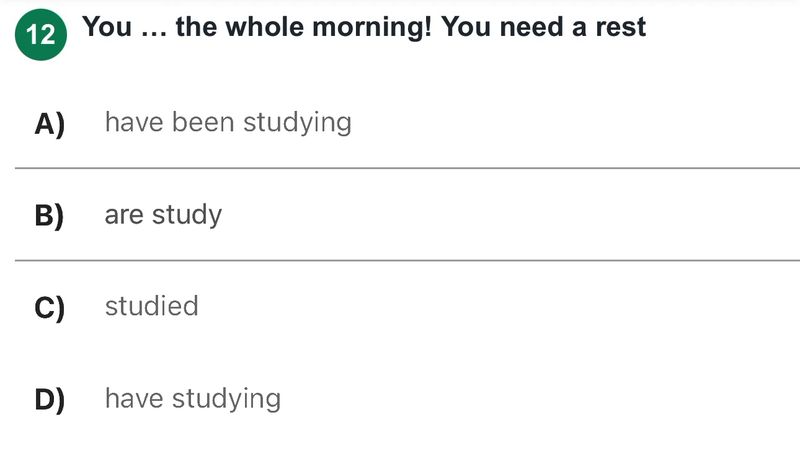 12 You ... the whole morning! You need a rest
A) have been studying
B) are study
C) studied
D) have studying